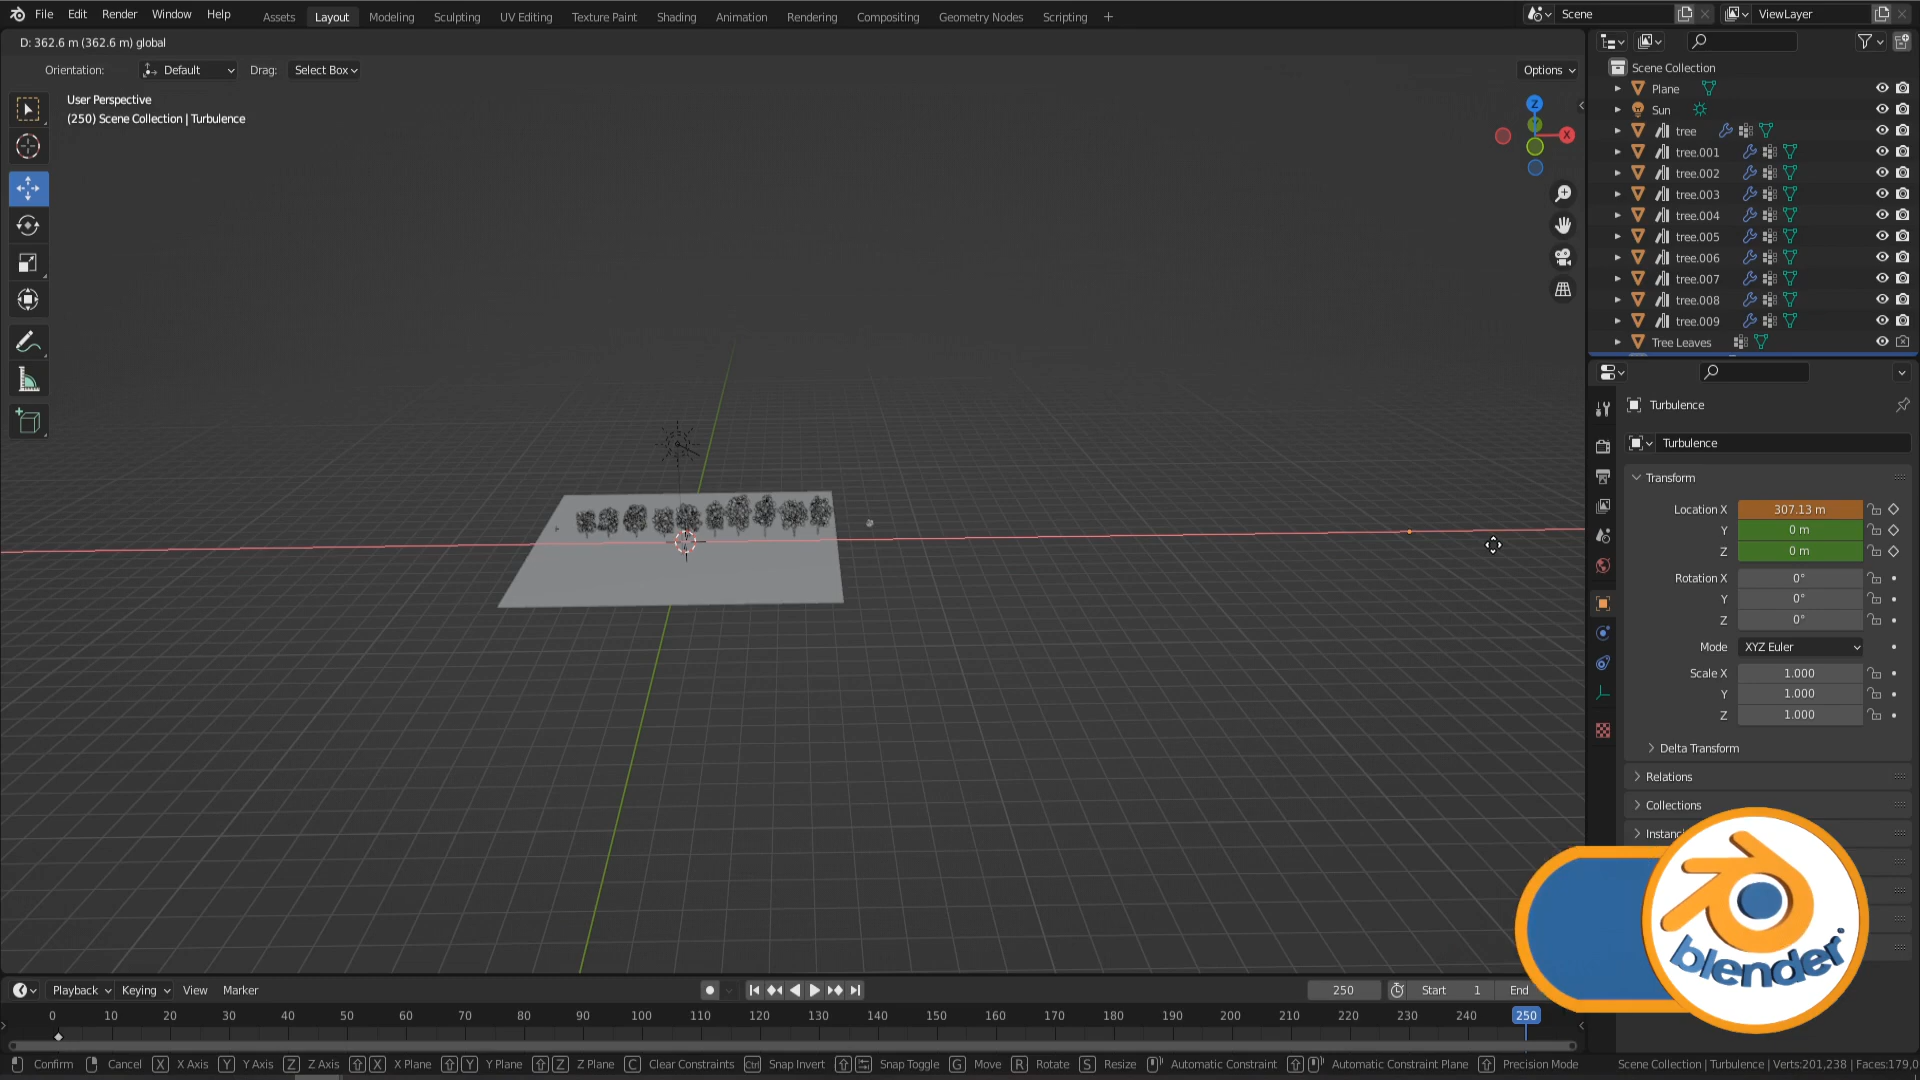 File Edit Render Window Help
Assets Layout Modeling Sculpting UV Editing Texture Paint Shading Animation Rendering Compositing Geometry Nodes Scripting +
Scene
ViewLayer
D: 362.6 m (362.6 m) global
Orientation: Default Drag: Select Box
Options
User Perspective
(250) Scene Collection | Turbulence
Z
X
Scene Collection
Plane
Sun
tree
tree.001
tree.002
tree.003
tree.004
tree.005
tree.006
tree.007
tree.008
tree.009
Tree Leaves
Turbulence
Turbulence
Transform
Location X 307.13 m
Y 0 m
Z 0 m
Rotation X 0°
Y 0°
Z 0°
Mode XYZ Euler
Scale X 1.000
Y 1.000
Z 1.000
Delta Transform
Relations
Collections
blender
Playback Keying View Marker
250 Start 1 End
0 10 20 30 40 50 60 70 80 90 100 110 120 130 140 150 160 170 180 190 200 210 220 230 240 250
Confirm Cancel X X Axis Y Y Axis Z Z Axis X X Plane Y Y Plane Z Z Plane C Clear Constraints Ctrl Snap Invert Snap Toggle G Move R Rotate S Resize Automatic Constraint Automatic Constraint Plane Precision Mode
Scene Collection | Turbulence | Verts:201,238 | Faces:179,0